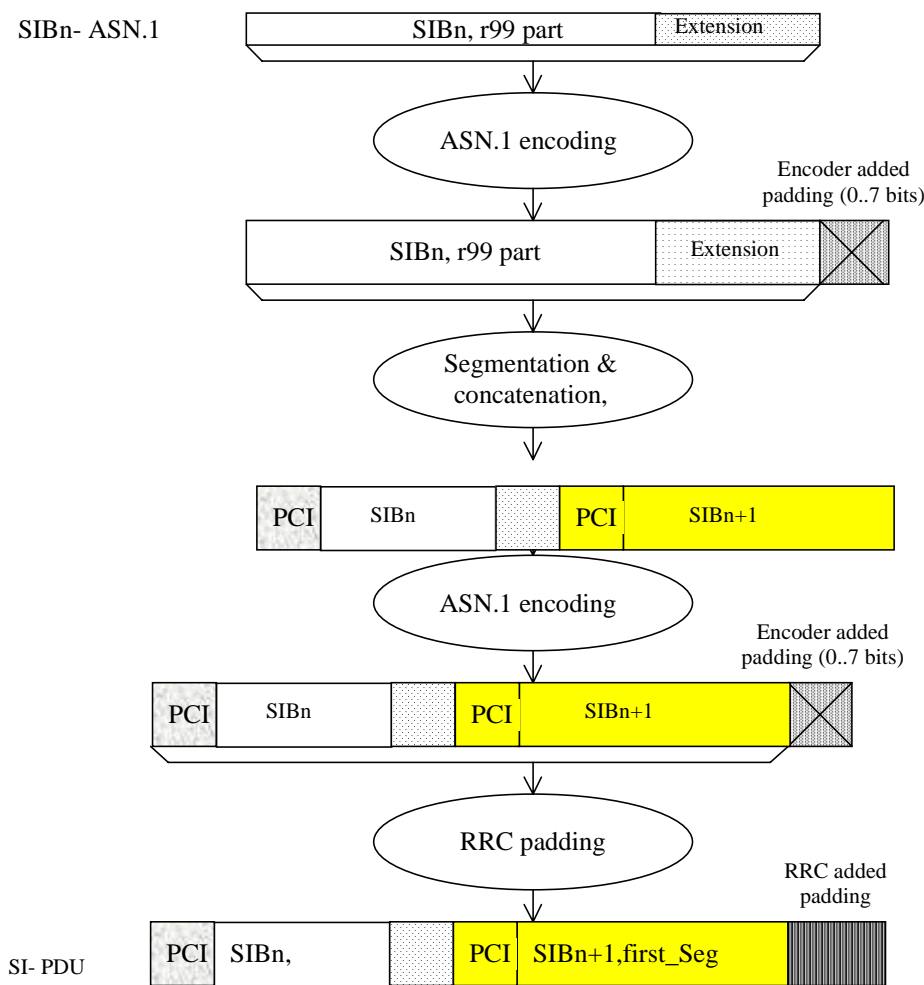 SIBn- ASN.1
SIBn, r99 part
Extension
ASN.1 encoding
Encoder added
padding (0..7 bits)
SIBn, r99 part
Extension
Segmentation &
concatenation,
PCI
SIBn
PCI
SIBn+1
ASN.1 encoding
Encoder added
padding (0..7 bits)
PCI
SIBn
PCI
SIBn+1
RRC padding
RRC added
padding
SI- PDU
PCI
SIBn,
PCI
SIBn+1,first_Seg